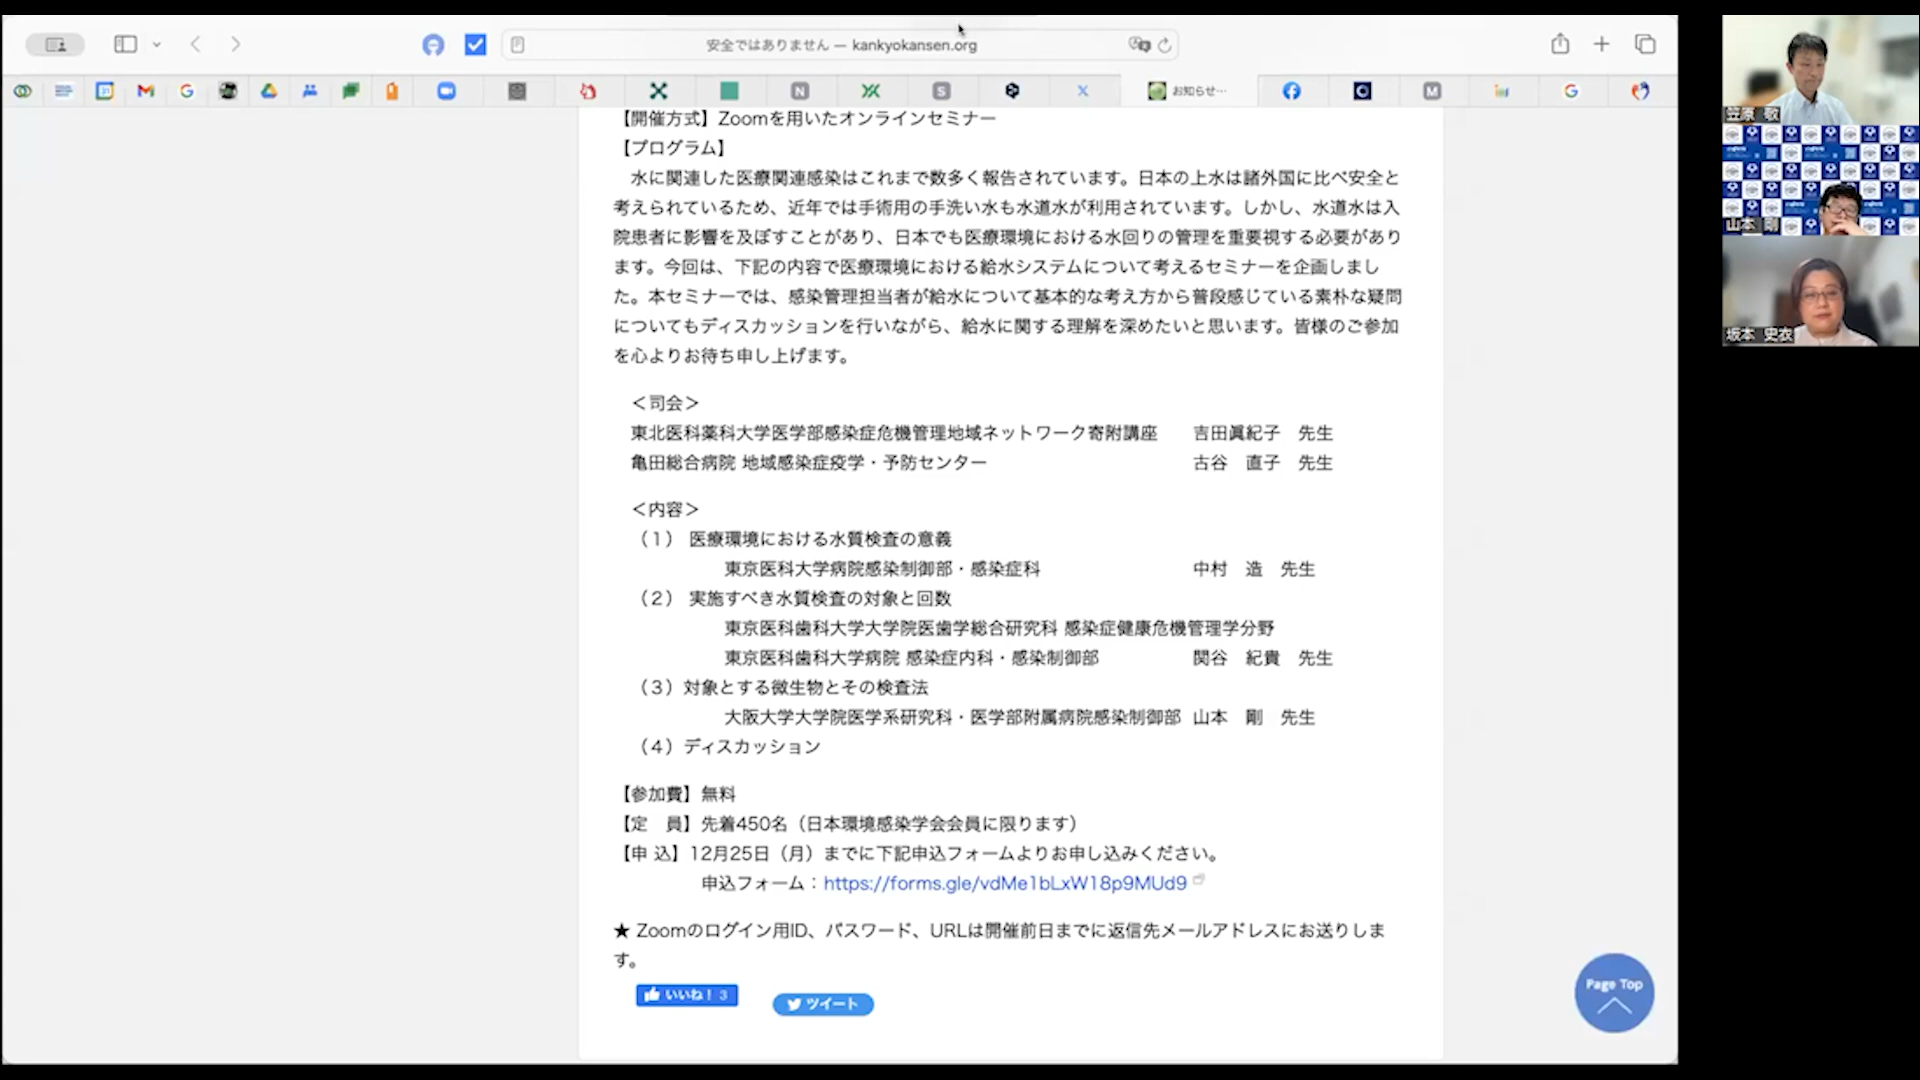 安全ではありません — kankyokansen.org
お知らせ…
【開催方式】Zoomを用いたオンラインセミナー
【プログラム】
水に関連した医療関連感染はこれまで数多く報告されています。日本の上水は諸外国に比べ安全と
考えられているため、近年では手術用の手洗い水も水道水が利用されています。しかし、水道水は入
院患者に影響を及ぼすことがあり、日本でも医療環境における水回りの管理を重要視する必要があり
ます。今回は、下記の内容で医療環境における給水システムについて考えるセミナーを企画しまし
た。本セミナーでは、感染管理担当者が給水について基本的な考え方から普段感じている素朴な疑問
についてもディスカッションを行いながら、給水に関する理解を深めたいと思います。皆様のご参加
を心よりお待ち申し上げます。
＜司会＞
東北医科薬科大学医学部感染症危機管理地域ネットワーク寄附講座 吉田眞紀子 先生
亀田総合病院 地域感染症疫学・予防センター 古谷 直子 先生
＜内容＞
（1） 医療環境における水質検査の意義
東京医科大学病院感染制御部・感染症科 中村 造 先生
（2） 実施すべき水質検査の対象と回数
東京医科歯科大学大学院医歯学総合研究科 感染症健康危機管理学分野
東京医科歯科大学病院 感染症内科・感染制御部 関谷 紀貴 先生
（3）対象とする微生物とその検査法
大阪大学大学院医学系研究科・医学部附属病院感染制御部 山本 剛 先生
（4）ディスカッション
【参加費】無料
【定 員】先着450名（日本環境感染学会会員に限ります）
【申 込】12月25日（月）までに下記申込フォームよりお申し込みください。
申込フォーム：https://forms.gle/vdMe1bLxW18p9MUd9
★ Zoomのログイン用ID、パスワード、URLは開催前日までに返信先メールアドレスにお送りしま
す。
いいね！ 3
ツイート
Page Top
笠原 敬
山本 剛
坂本 史衣